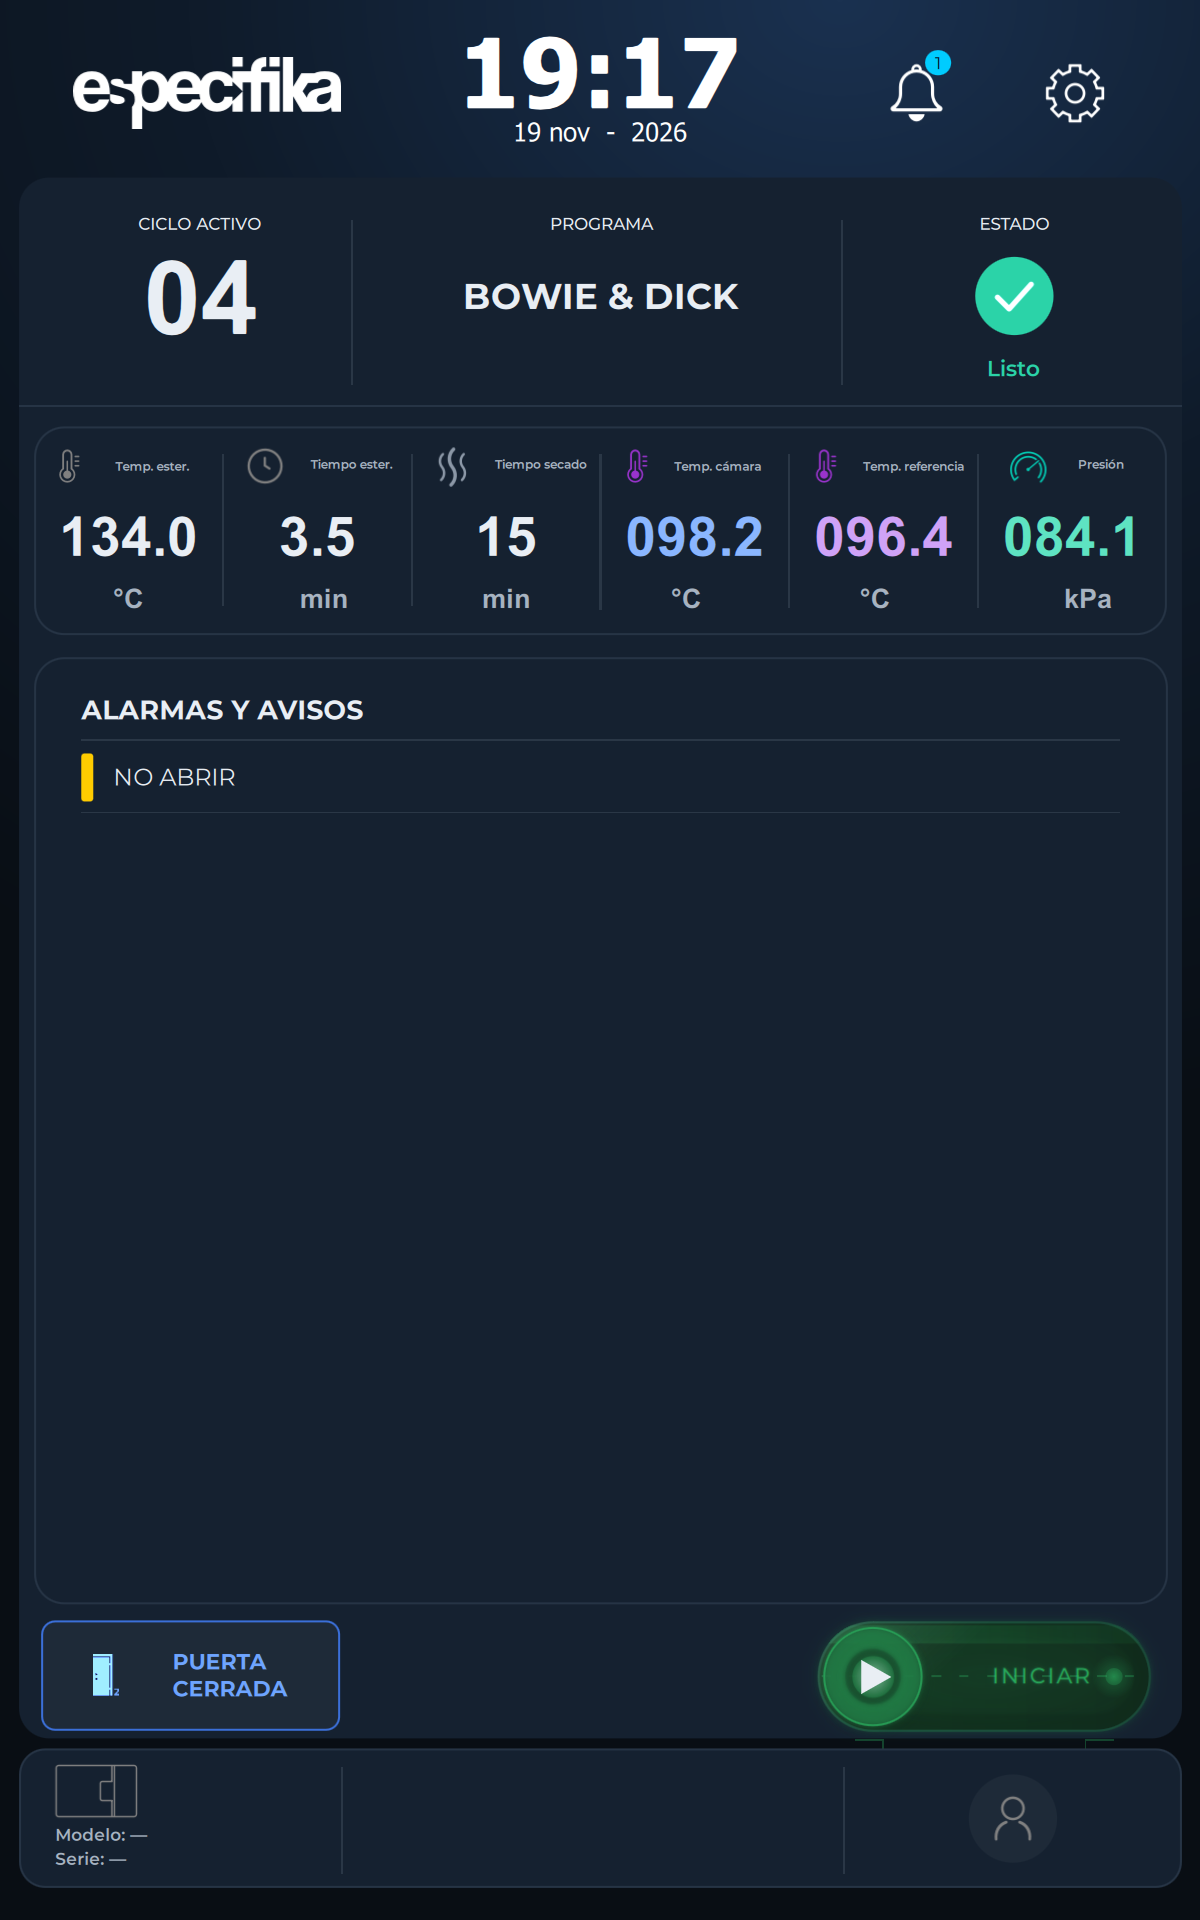 especifika
19:17
19 nov - 2026
1
CICLO ACTIVO
PROGRAMA
ESTADO
04
BOWIE & DICK
Listo
Temp. ester.
Tiempo ester.
Tiempo secado
Temp. cámara
Temp. referencia
Presión
134.0
3.5
15
098.2
096.4
084.1
°C
min
min
°C
°C
kPa
ALARMAS Y AVISOS
NO ABRIR
PUERTA
CERRADA
INICIAR
Modelo: —
Serie: —